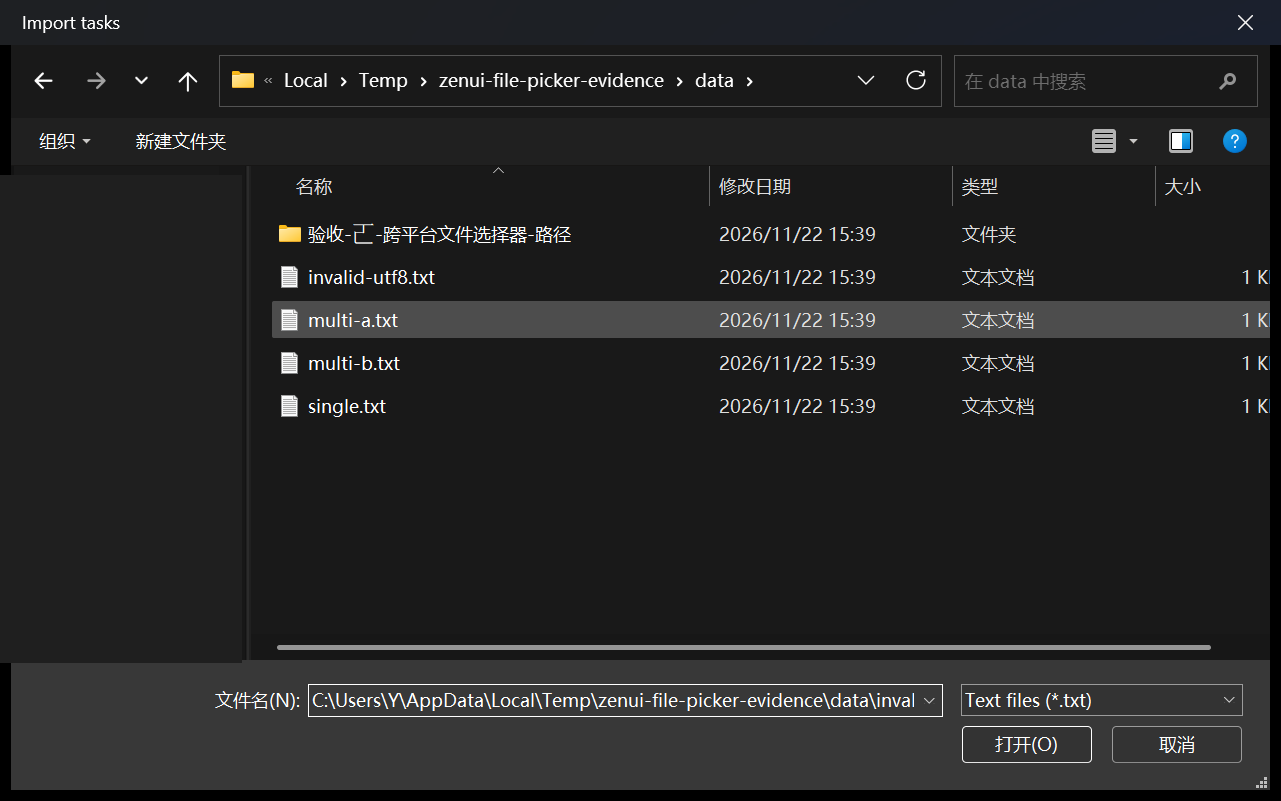 Import tasks
« Local › Temp › zenui-file-picker-evidence › data ›
在 data 中搜索
组织
新建文件夹
?
名称 修改日期 类型 大小
验收-𠀾-跨平台文件选择器-路径 2026/11/22 15:39 文件夹
invalid-utf8.txt 2026/11/22 15:39 文本文档 1 K
multi-a.txt 2026/11/22 15:39 文本文档 1 K
multi-b.txt 2026/11/22 15:39 文本文档 1 K
single.txt 2026/11/22 15:39 文本文档 1 K
文件名(N): C:\Users\Y\AppData\Local\Temp\zenui-file-picker-evidence\data\inval
Text files (*.txt)
打开(O) 取消